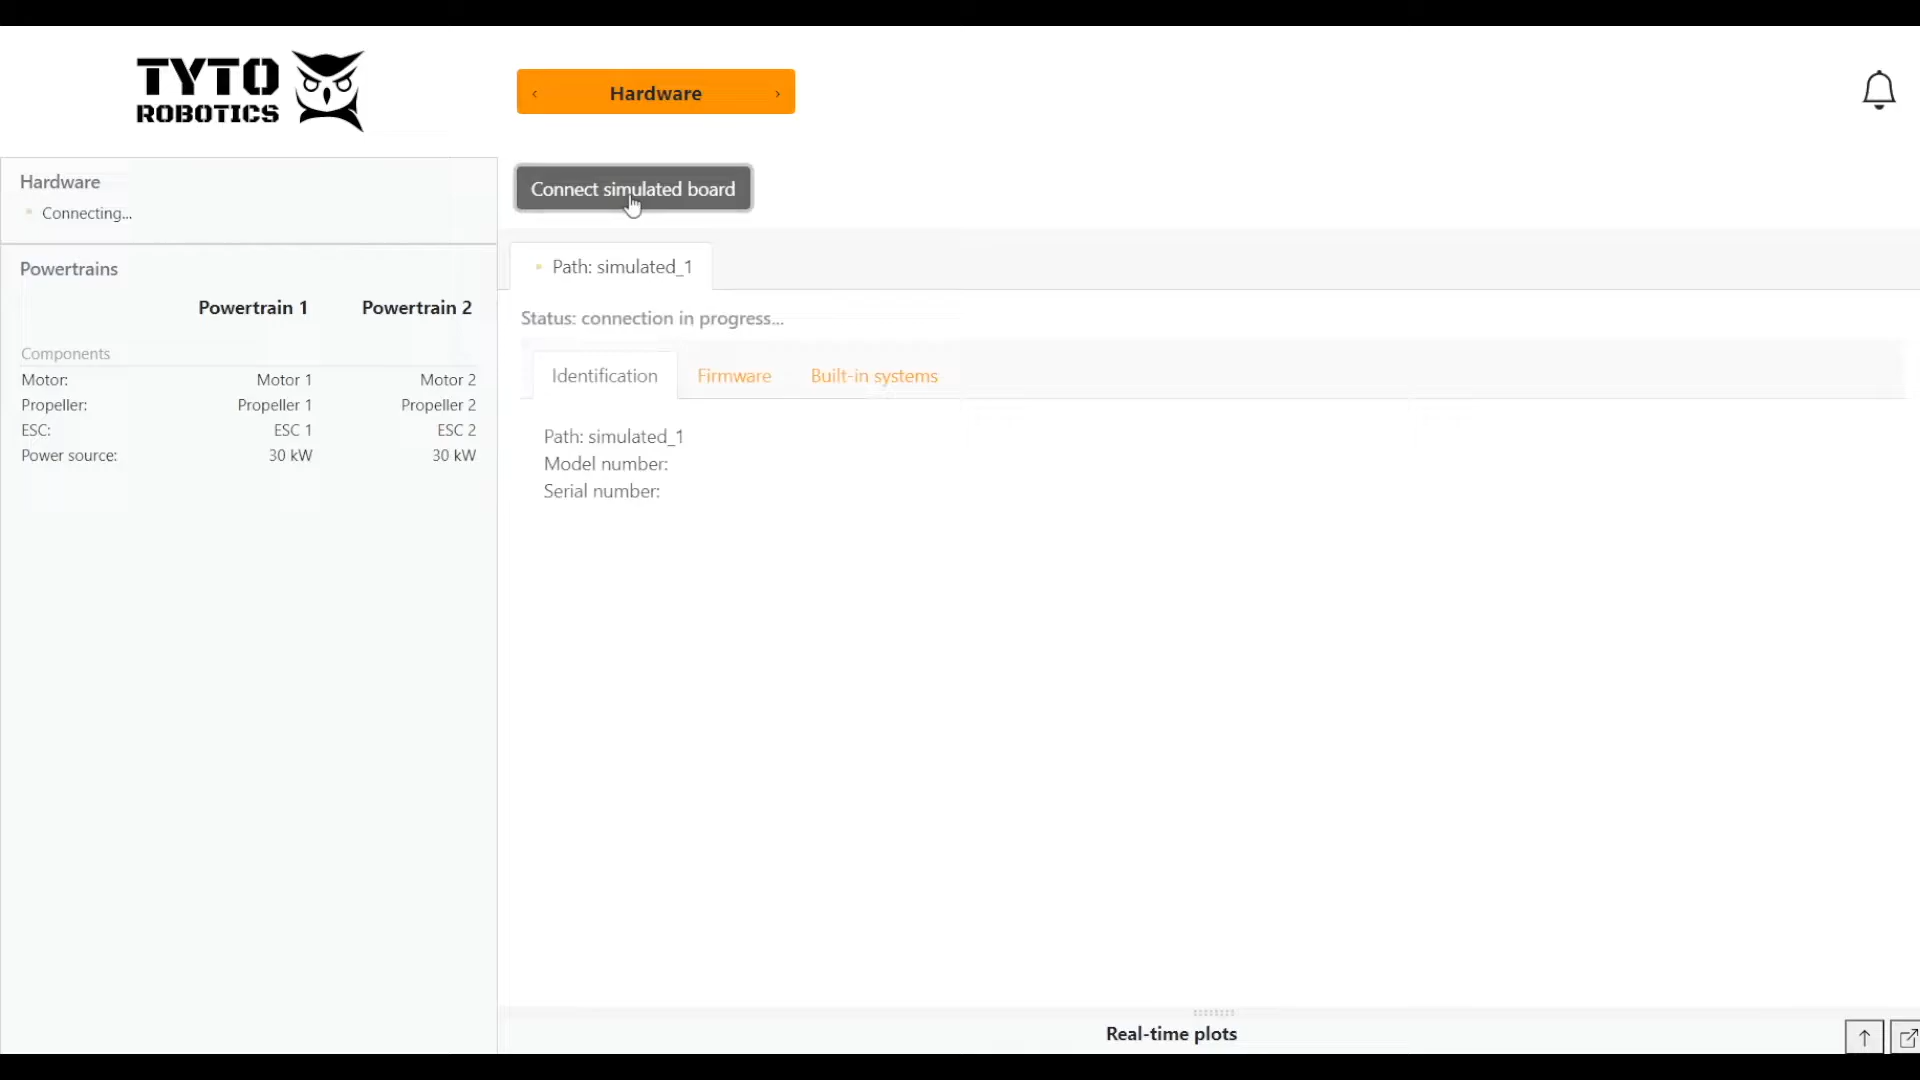 TYTO
ROBOTICS
‹ Hardware ›
Hardware
Connecting...
Connect simulated board
Path: simulated_1
Powertrains
Powertrain 1 Powertrain 2
Components
Motor: Motor 1 Motor 2
Propeller: Propeller 1 Propeller 2
ESC: ESC 1 ESC 2
Power source: 30 kW 30 kW
Status: connection in progress...
Identification Firmware Built-in systems
Path: simulated_1
Model number:
Serial number:
Real-time plots